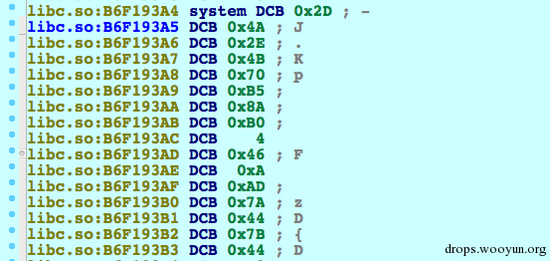 libc.so:B6F193A4 system DCB 0x2D ; -
libc.so:B6F193A5 DCB 0x4A ; J
libc.so:B6F193A6 DCB 0x2E ; .
libc.so:B6F193A7 DCB 0x4B ; K
libc.so:B6F193A8 DCB 0x70 ; p
libc.so:B6F193A9 DCB 0xB5 ;
libc.so:B6F193AA DCB 0x8A ;
libc.so:B6F193AB DCB 0xB0 ;
libc.so:B6F193AC DCB 4
libc.so:B6F193AD DCB 0x46 ; F
libc.so:B6F193AE DCB 0xA
libc.so:B6F193AF DCB 0xAD ;
libc.so:B6F193B0 DCB 0x7A ; z
libc.so:B6F193B1 DCB 0x44 ; D
libc.so:B6F193B2 DCB 0x7B ; {
libc.so:B6F193B3 DCB 0x44 ; D
drops.wooyun.org